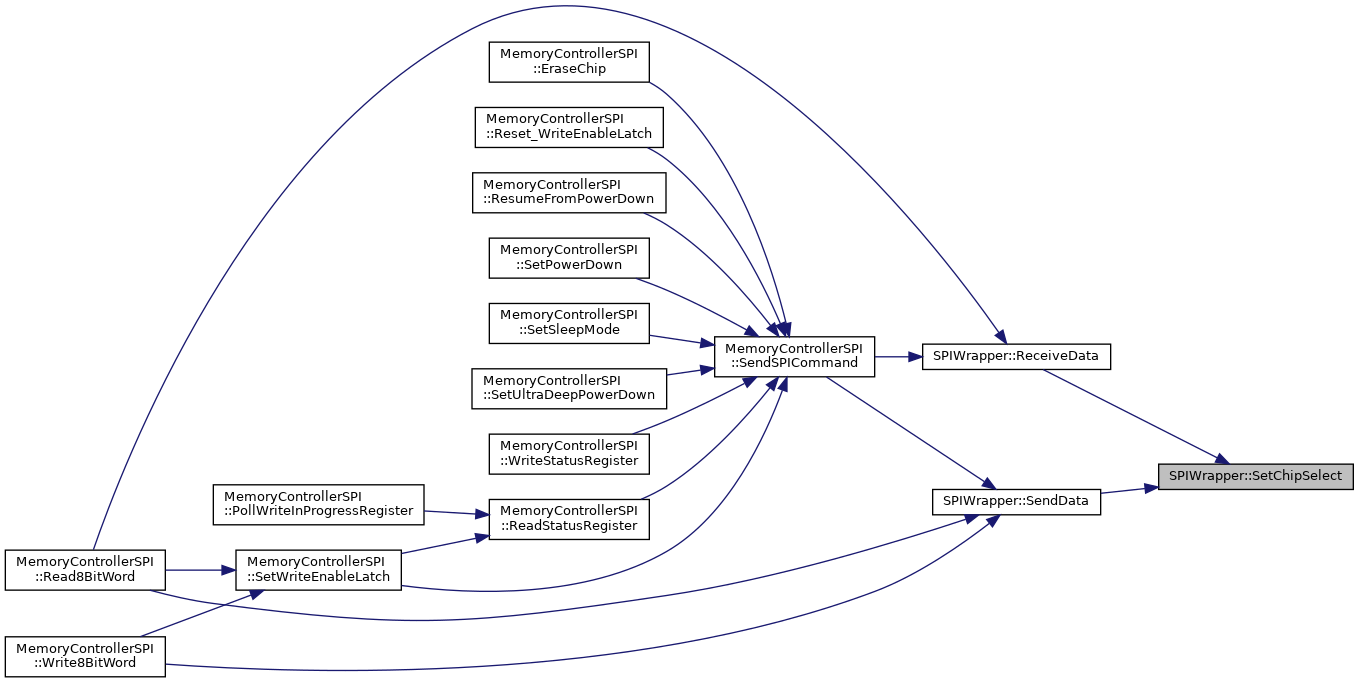 MemoryControllerSPI
::EraseChip
MemoryControllerSPI
::Reset_WriteEnableLatch
MemoryControllerSPI
::ResumeFromPowerDown
MemoryControllerSPI
::SetPowerDown
MemoryControllerSPI
::SetSleepMode
MemoryControllerSPI
::SendSPICommand
SPIWrapper::ReceiveData
MemoryControllerSPI
::SetUltraDeepPowerDown
MemoryControllerSPI
::WriteStatusRegister
SPIWrapper::SetChipSelect
MemoryControllerSPI
::PollWriteInProgressRegister
MemoryControllerSPI
::ReadStatusRegister
SPIWrapper::SendData
MemoryControllerSPI
::Read8BitWord
MemoryControllerSPI
::SetWriteEnableLatch
MemoryControllerSPI
::Write8BitWord